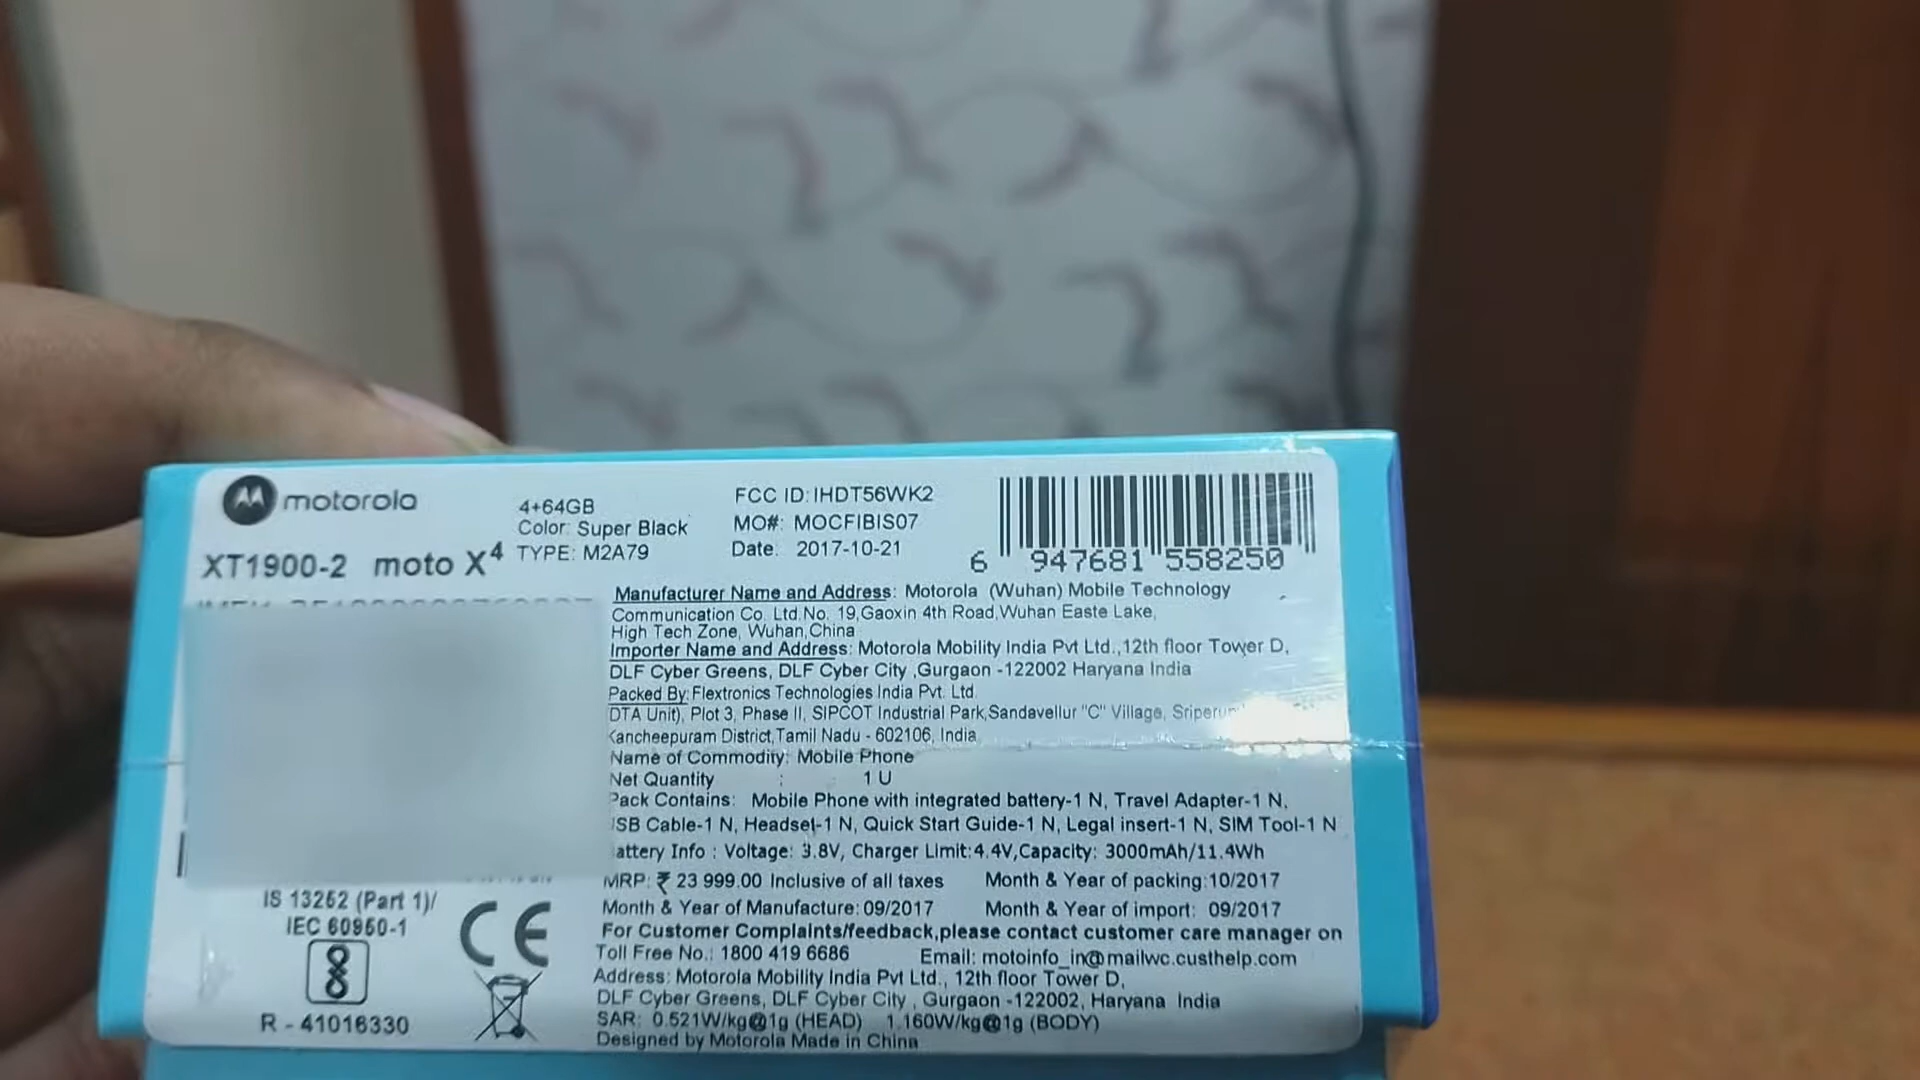 motorola
XT1900-2 moto X⁴
4+64GB
Color: Super Black
TYPE: M2A79
FCC ID: IHDT56WK2
MO#: MOCFIBIS07
Date: 2017-10-21
6 947681 558250
Manufacturer Name and Address: Motorola (Wuhan) Mobile Technology
Communication Co. Ltd.No. 19,Gaoxin 4th Road,Wuhan Easte Lake,
High Tech Zone, Wuhan,China
Importer Name and Address: Motorola Mobility India Pvt Ltd.,12th floor Tower D,
DLF Cyber Greens, DLF Cyber City ,Gurgaon -122002 Haryana India
Packed By: Flextronics Technologies India Pvt. Ltd.
DTA Unit), Plot 3, Phase II, SIPCOT Industrial Park,Sandavellur "C" Village,
Kancheepuram District,Tamil Nadu - 602106, India
Name of Commodity: Mobile Phone
Net Quantity : 1 U
Pack Contains: Mobile Phone with integrated battery-1 N, Travel Adapter-1 N,
SB Cable-1 N, Headset-1 N, Quick Start Guide-1 N, Legal insert-1 N, SIM Tool-1 N
attery Info : Voltage: 3.8V, Charger Limit:4.4V,Capacity: 3000mAh/11.4Wh
MRP: ₹ 23 999.00 Inclusive of all taxes Month & Year of packing:10/2017
Month & Year of Manufacture: 09/2017 Month & Year of import: 09/2017
For Customer Complaints/feedback,please contact customer care manager on
Toll Free No.: 1800 419 6686 Email: motoinfo_in@mailwc.custhelp.com
Address: Motorola Mobility India Pvt Ltd., 12th floor Tower D,
DLF Cyber Greens, DLF Cyber City , Gurgaon -122002, Haryana India
SAR: 0.521W/kg@1g (HEAD) 1.160W/kg@1g (BODY)
Designed by Motorola Made in China
IS 13252 (Part 1)/
IEC 60950-1
CE
R - 41016330